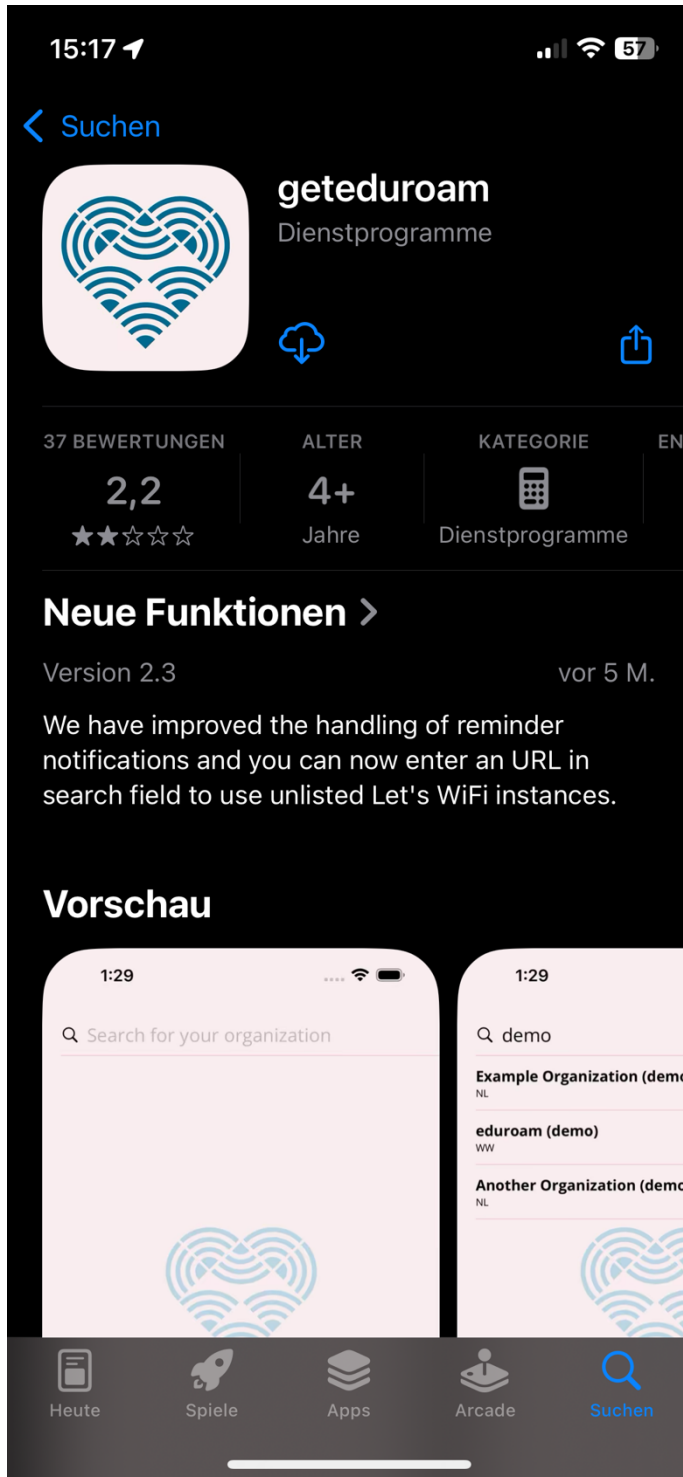 15:17
57
Suchen
geteduroam
Dienstprogramme
37 BEWERTUNGEN
ALTER
KATEGORIE
EN
2,2
4+
Jahre
Dienstprogramme
Neue Funktionen
Version 2.3
vor 5 M.
We have improved the handling of reminder
notifications and you can now enter an URL in
search field to use unlisted Let's WiFi instances.
Vorschau
1:29
Search for your organization
1:29
demo
Example Organization (demo
NL
eduroam (demo)
WW
Another Organization (demo
NL
Heute
Spiele
Apps
Arcade
Suchen